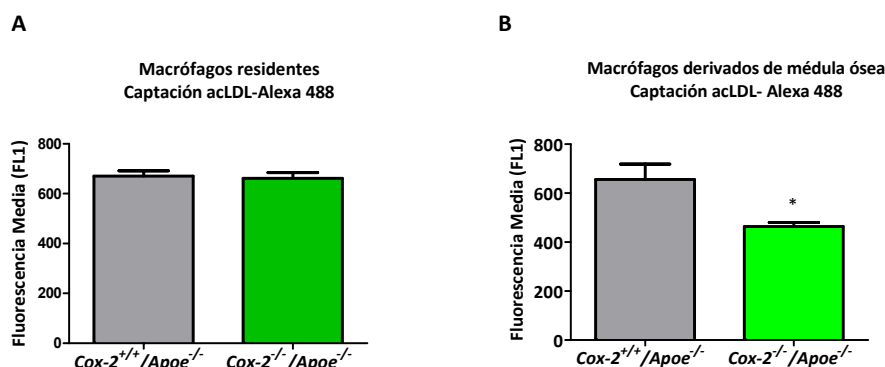 A
Macrófagos residentes
Captación acLDL-Alexa 488
Fluorescencia Media (FL1)
800
600
400
200
0
Cox-2+/+/Apoe-/-
Cox-2-/-/Apoe-/-
B
Macrófagos derivados de médula ósea
Captación acLDL- Alexa 488
Fluorescencia Media (FL1)
800
600
400
200
0
*
Cox-2+/+/Apoe-/-
Cox-2-/-/Apoe-/-